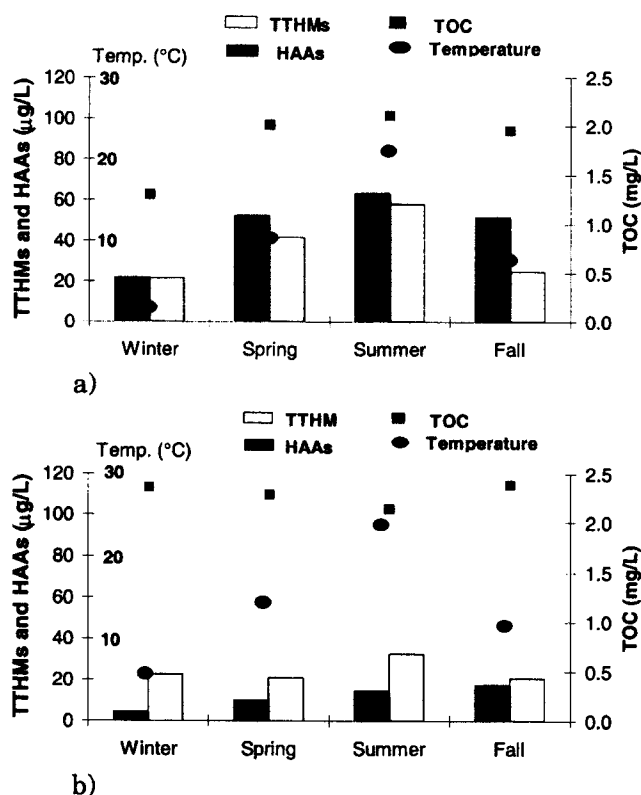 TTHMs TOC
HAAs Temperature
Temp. (°C)
TTHMs and HAAs (µg/L)
120
100
80
60
40
20
0
30
20
10
2.5
2.0
1.5
1.0
0.5
0.0
TOC (mg/L)
Winter Spring Summer Fall
a)
TTHM TOC
HAAs Temperature
Temp. (°C)
TTHMs and HAAs (µg/L)
120
100
80
60
40
20
0
30
20
10
2.5
2.0
1.5
1.0
0.5
0.0
TOC (mg/L)
Winter Spring Summer Fall
b)